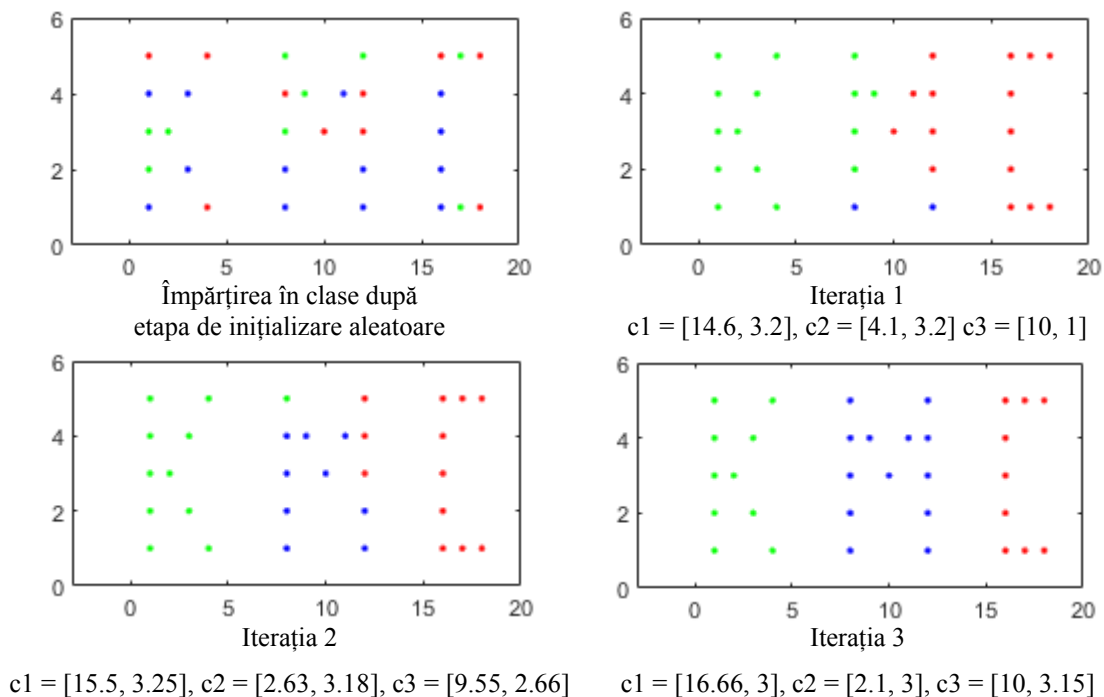 6
4
2
0
0 5 10 15 20
Împărțirea în clase după
etapa de inițializare aleatoare
6
4
2
0
0 5 10 15 20
Iterația 1
c1 = [14.6, 3.2], c2 = [4.1, 3.2] c3 = [10, 1]
6
4
2
0
0 5 10 15 20
Iterația 2
c1 = [15.5, 3.25], c2 = [2.63, 3.18], c3 = [9.55, 2.66]
6
4
2
0
0 5 10 15 20
Iterația 3
c1 = [16.66, 3], c2 = [2.1, 3], c3 = [10, 3.15]